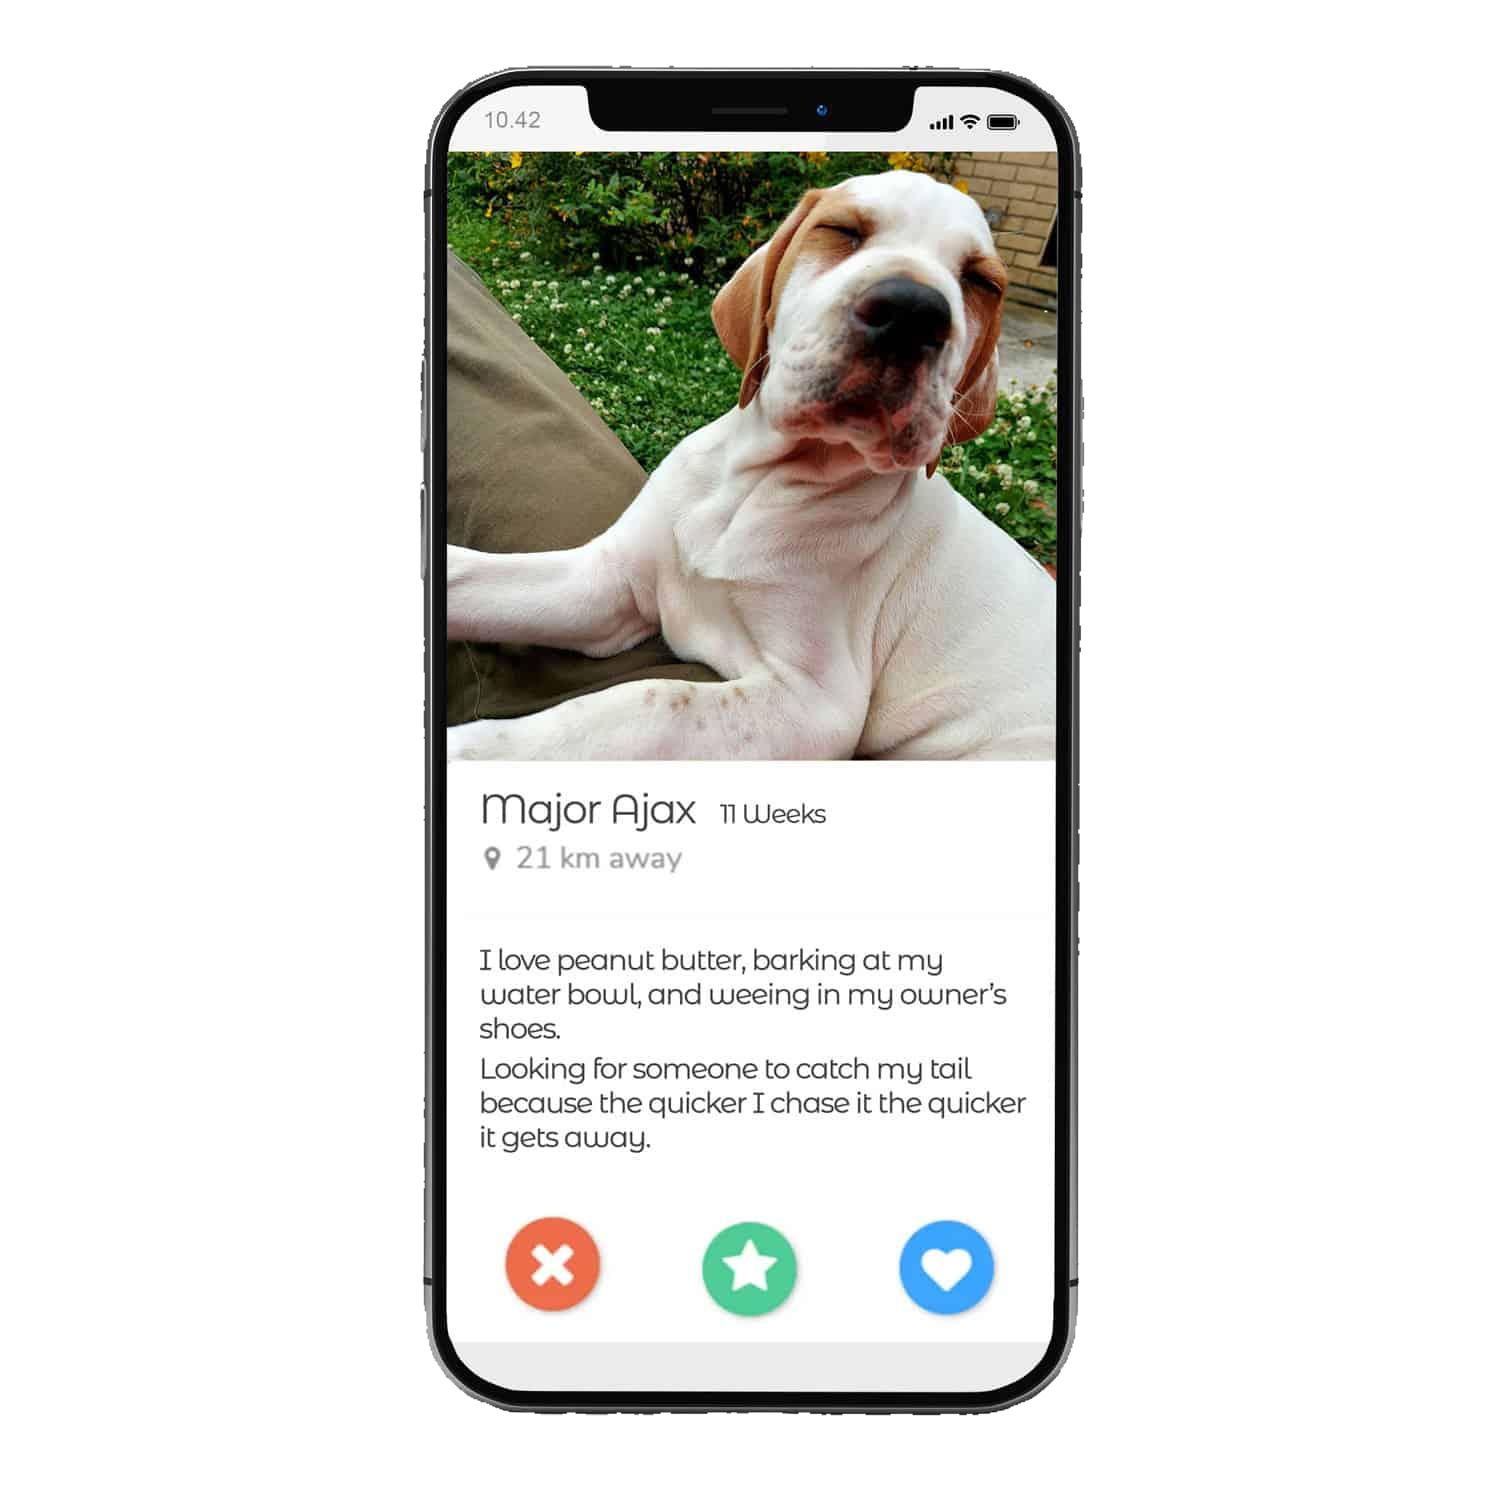 10.42
Major Ajax 11 Weeks
21 km away
I love peanut butter, barking at my
water bowl, and weeing in my owner's
shoes.
Looking for someone to catch my tail
because the quicker I chase it the quicker
it gets away.